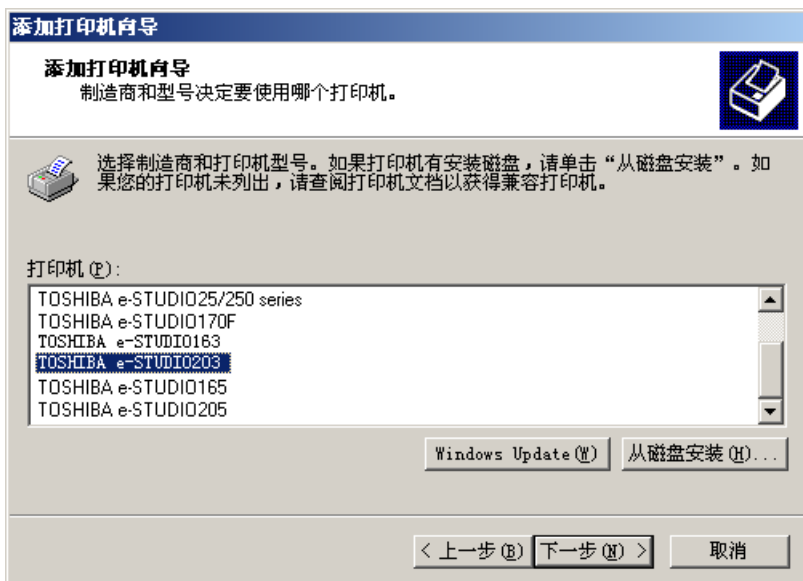 添加打印机向导
添加打印机向导
制造商和型号决定要使用哪个打印机。
选择制造商和打印机型号。如果打印机有安装磁盘，请单击“从磁盘安装”。如
果您的打印机未列出，请查阅打印机文档以获得兼容打印机。
打印机(P)：
TOSHIBA e-STUDIO25/250 series
TOSHIBA e-STUDIO170F
TOSHIBA e-STUDIO163
TOSHIBA e-STUDIO203
TOSHIBA e-STUDIO165
TOSHIBA e-STUDIO205
Windows Update(W) 从磁盘安装(H)...
< 上一步(B) 下一步(N) > 取消